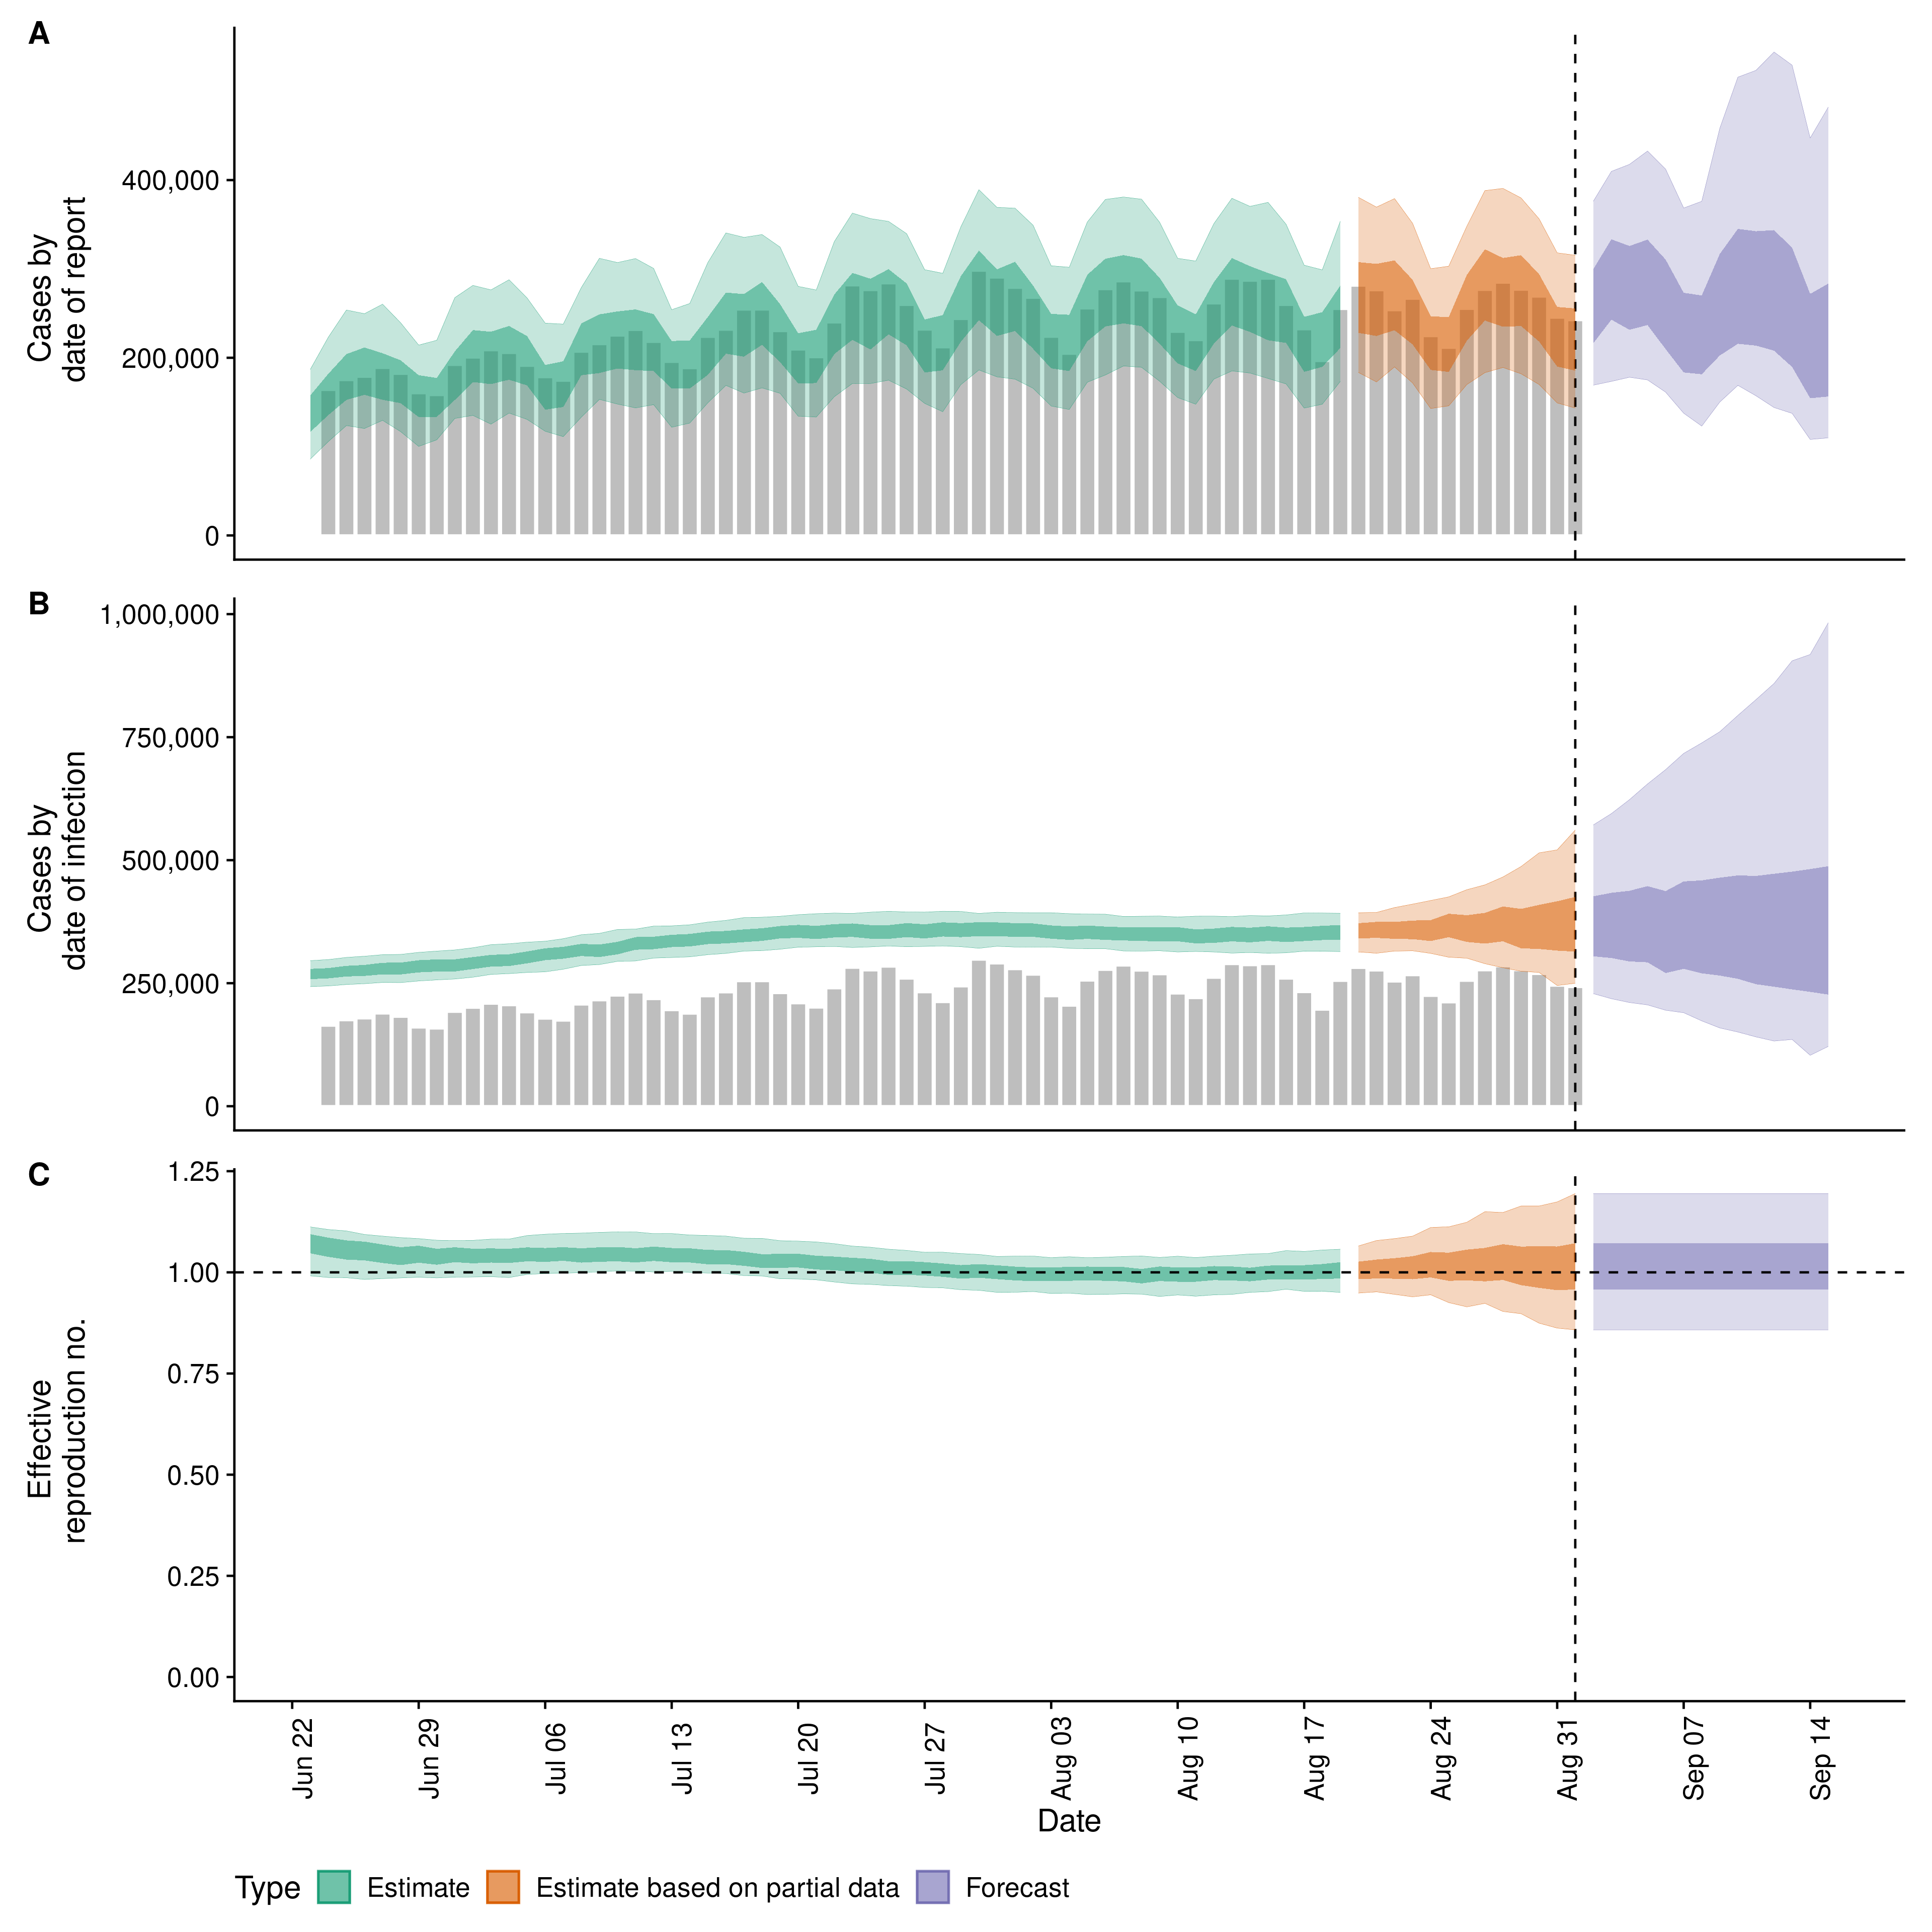 A
Cases by
date of report
400,000
200,000
0
B
Cases by
date of infection
1,000,000
750,000
500,000
250,000
0
C
Effective
reproduction no.
1.25
1.00
0.75
0.50
0.25
0.00
Jun 22
Jun 29
Jul 06
Jul 13
Jul 20
Jul 27
Aug 03
Aug 10
Aug 17
Aug 24
Aug 31
Sep 07
Sep 14
Date
Type Estimate Estimate based on partial data Forecast